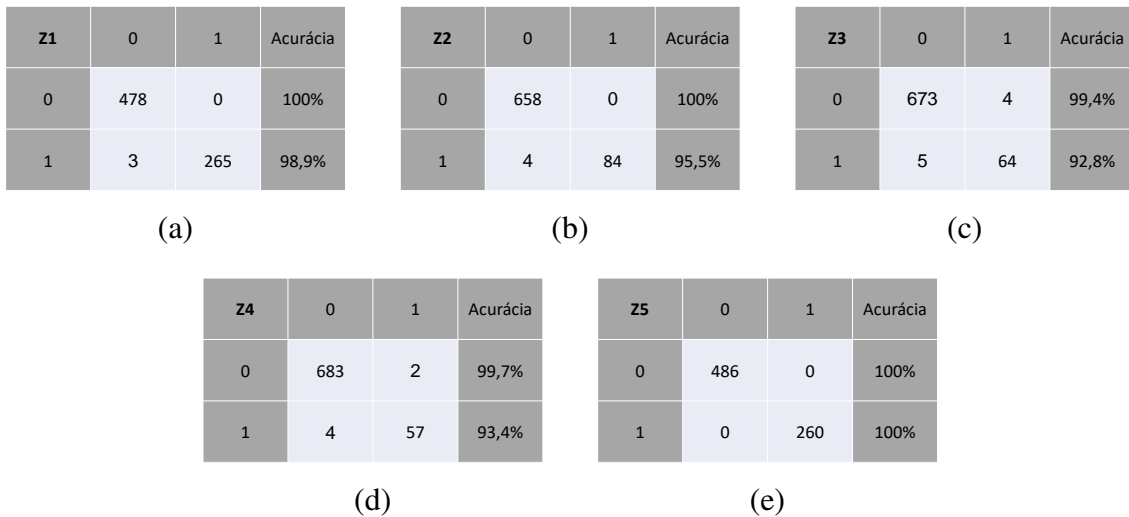 Z1 0 1 Acurácia
0 478 0 100%
1 3 265 98,9%
(a)
Z2 0 1 Acurácia
0 658 0 100%
1 4 84 95,5%
(b)
Z3 0 1 Acurácia
0 673 4 99,4%
1 5 64 92,8%
(c)
Z4 0 1 Acurácia
0 683 2 99,7%
1 4 57 93,4%
(d)
Z5 0 1 Acurácia
0 486 0 100%
1 0 260 100%
(e)